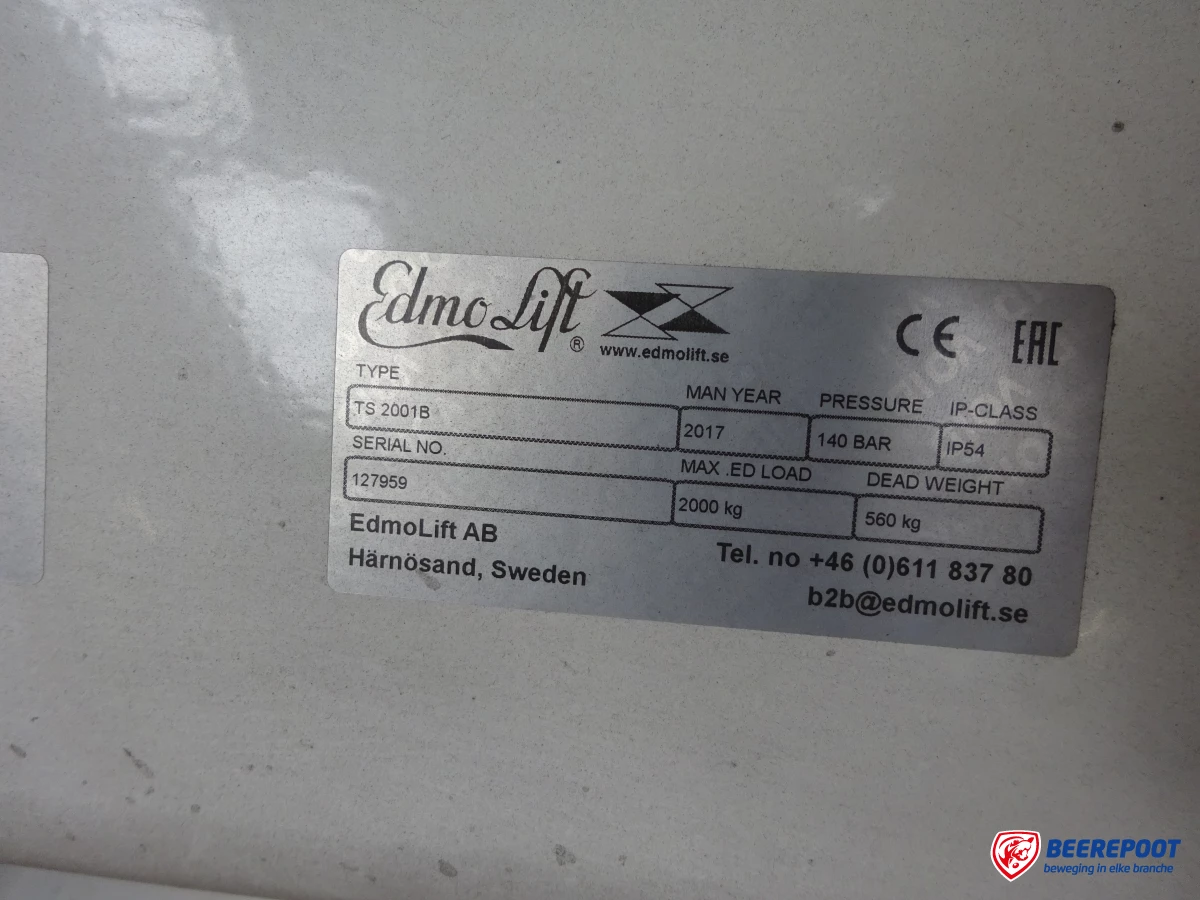 Edmo Lift ®
www.edmolift.se
CE EAC
TYPE
TS 2001B
MAN YEAR
2017
PRESSURE
140 BAR
IP-CLASS
IP54
SERIAL NO.
127959
MAX .ED LOAD
2000 kg
DEAD WEIGHT
560 kg
EdmoLift AB
Härnösand, Sweden
Tel. no +46 (0)611 837 80
b2b@edmolift.se
BEEREPOOT
beweging in elke branche